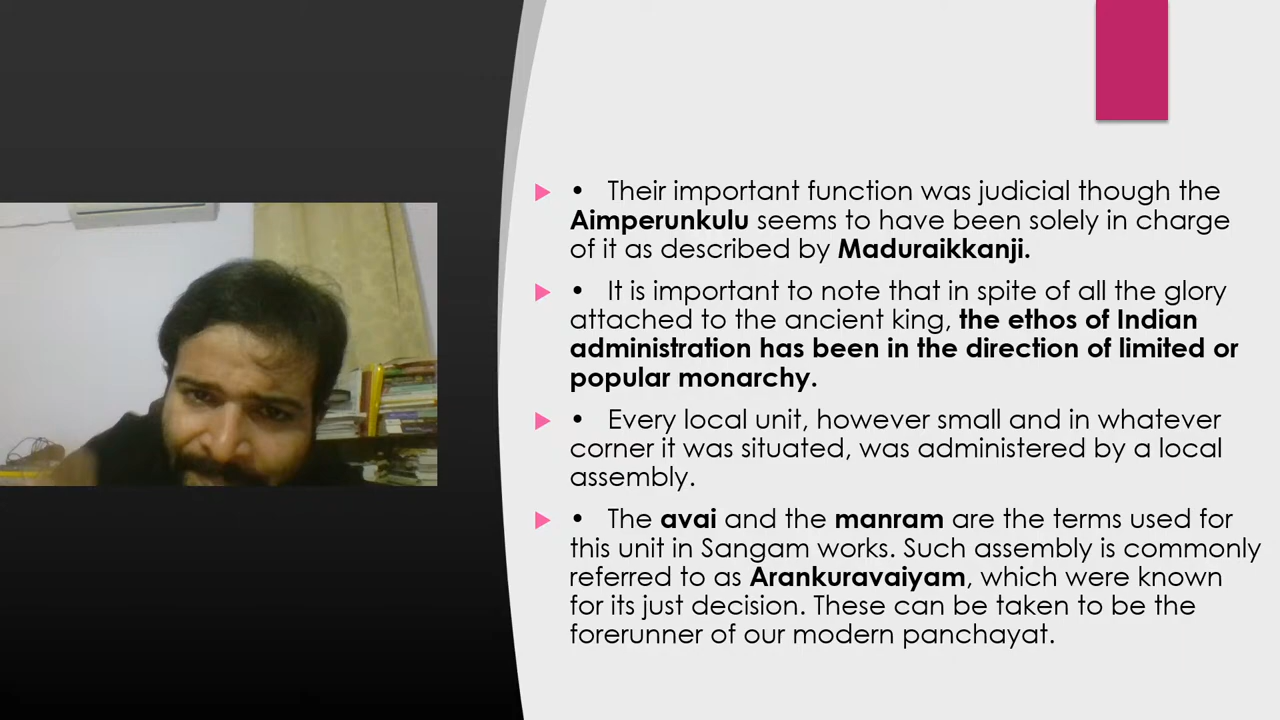 • Their important function was judicial though the
Aimperunkulu seems to have been solely in charge
of it as described by Maduraikkanji.
• It is important to note that in spite of all the glory
attached to the ancient king, the ethos of Indian
administration has been in the direction of limited or
popular monarchy.
• Every local unit, however small and in whatever
corner it was situated, was administered by a local
assembly.
• The avai and the manram are the terms used for
this unit in Sangam works. Such assembly is commonly
referred to as Arankuravaiyam, which were known
for its just decision. These can be taken to be the
forerunner of our modern panchayat.